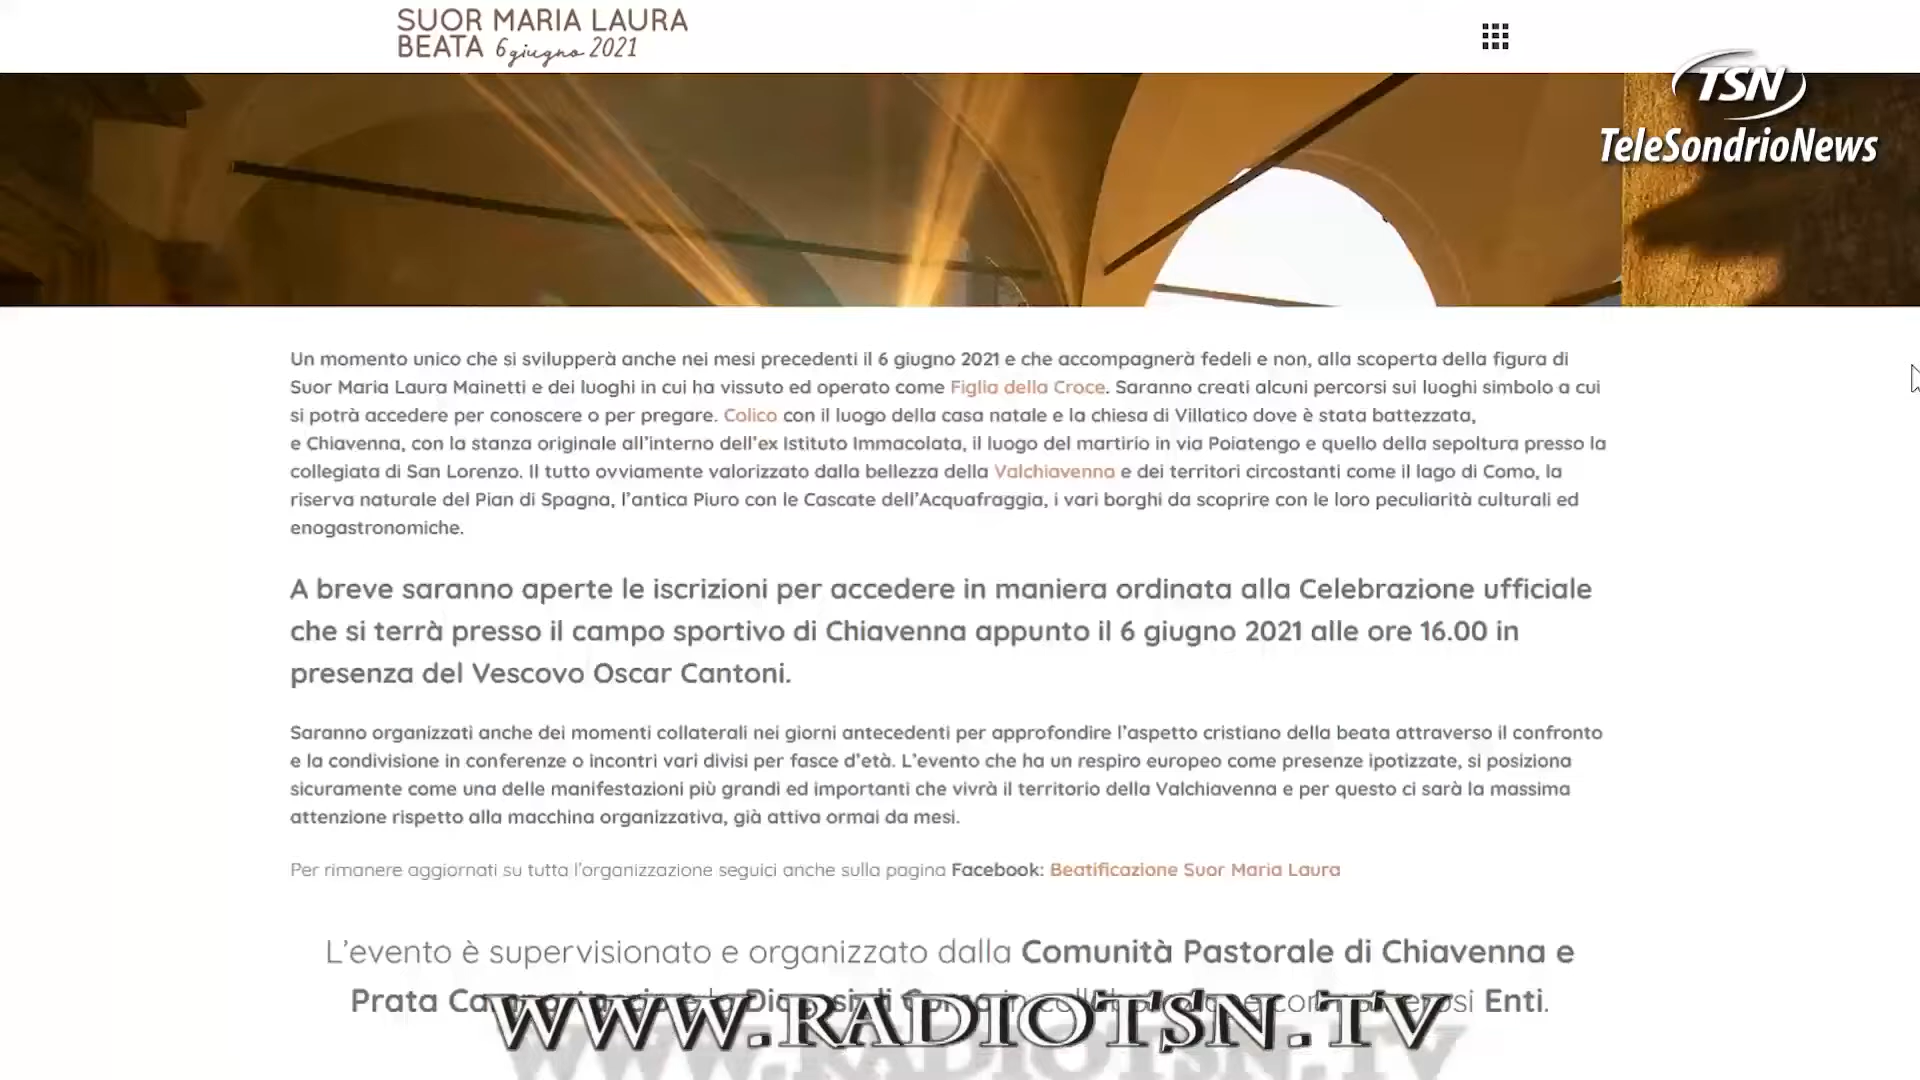 SUOR MARIA LAURA
BEATA 6 giugno 2021
TSN
TeleSondrioNews
Un momento unico che si svilupperà anche nei mesi precedenti il 6 giugno 2021 e che accompagnerà fedeli e non, alla scoperta della figura di
Suor Maria Laura Mainetti e dei luoghi in cui ha vissuto ed operato come Figlia della Croce. Saranno creati alcuni percorsi sui luoghi simbolo a cui
si potrà accedere per conoscere o per pregare. Colico con il luogo della casa natale e la chiesa di Villatico dove è stata battezzata,
e Chiavenna, con la stanza originale all'interno dell'ex Istituto Immacolata, il luogo del martirio in via Poiatengo e quello della sepoltura presso la
collegiata di San Lorenzo. Il tutto ovviamente valorizzato dalla bellezza della Valchiavenna e dei territori circostanti come il lago di Como, la
riserva naturale del Pian di Spagna, l'antica Piuro con le Cascate dell'Acquafraggia, i vari borghi da scoprire con le loro peculiarità culturali ed
enogastronomiche.
A breve saranno aperte le iscrizioni per accedere in maniera ordinata alla Celebrazione ufficiale
che si terrà presso il campo sportivo di Chiavenna appunto il 6 giugno 2021 alle ore 16.00 in
presenza del Vescovo Oscar Cantoni.
Saranno organizzati anche dei momenti collaterali nei giorni antecedenti per approfondire l'aspetto cristiano della beata attraverso il confronto
e la condivisione in conferenze o incontri vari divisi per fasce d'età. L'evento che ha un respiro europeo come presenze ipotizzate, si posiziona
sicuramente come una delle manifestazioni più grandi ed importanti che vivrà il territorio della Valchiavenna e per questo ci sarà la massima
attenzione rispetto alla macchina organizzativa, già attiva ormai da mesi.
Per rimanere aggiornati su tutta l'organizzazione seguici anche sulla pagina Facebook: Beatificazione Suor Maria Laura
L'evento è supervisionato e organizzato dalla Comunità Pastorale di Chiavenna e
Prata Enti.
WWW.RADIOTSN.TV